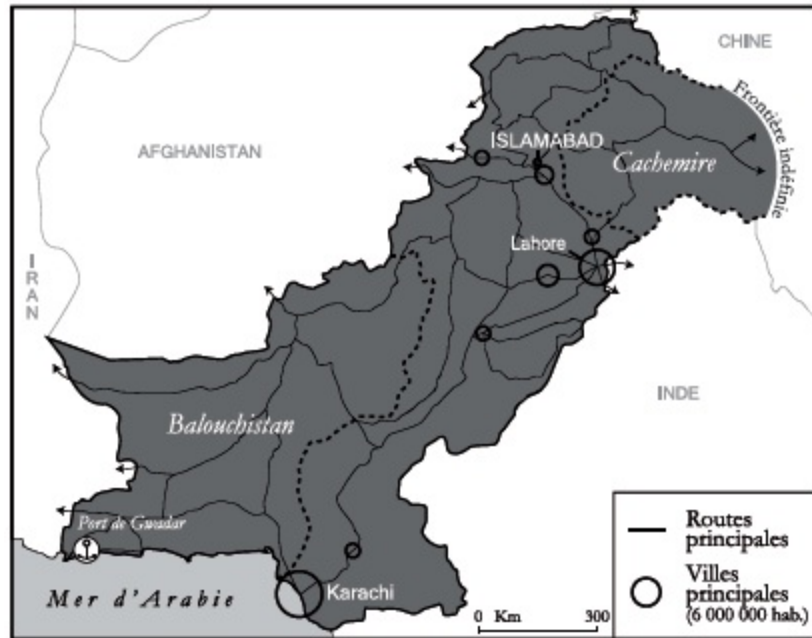 CHINE
Frontière indéfinie
ISLAMABAD
AFGHANISTAN
Cachemire
Lahore
IRAN
INDE
Balouchistan
Port de Gwadar
Routes
principales
Villes
principales
(6 000 000 hab.)
Karachi
Mer d'Arabie
0 Km 300